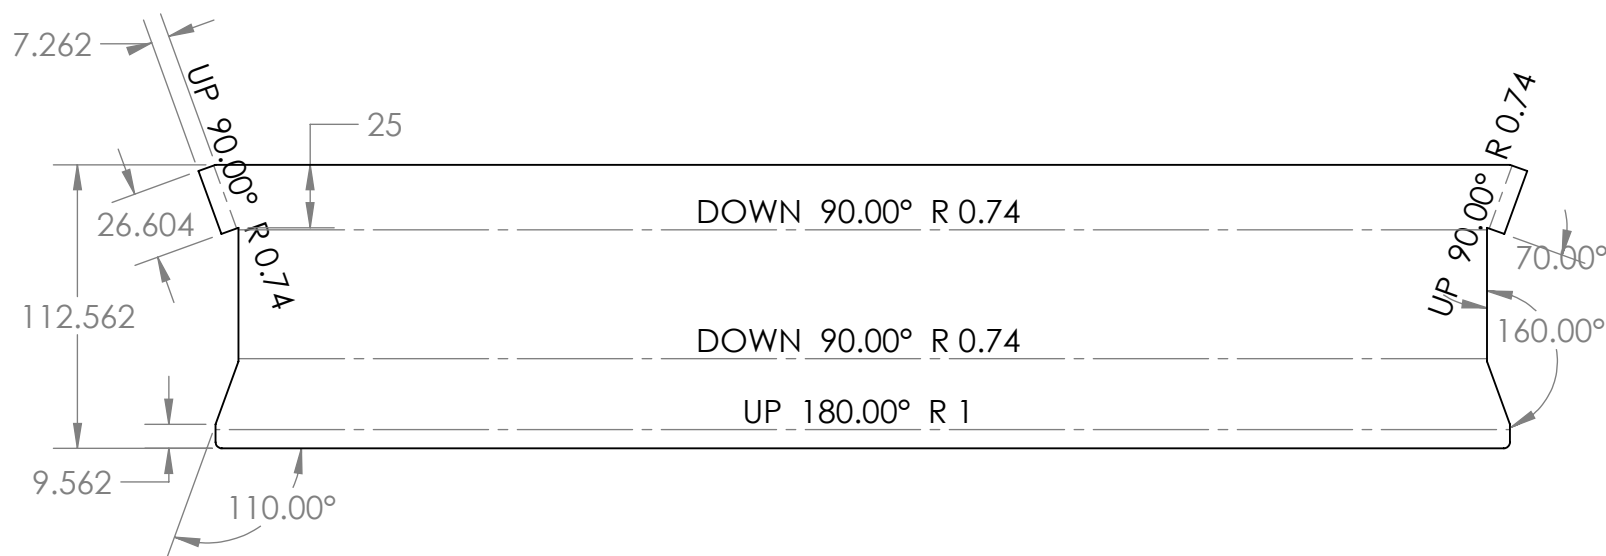 7.262
UP 90.00° R 0.74
25
UP 90.00° R 0.74
26.604
DOWN 90.00° R 0.74
70.00°
112.562
160.00°
DOWN 90.00° R 0.74
UP 180.00° R 1
9.562
110.00°